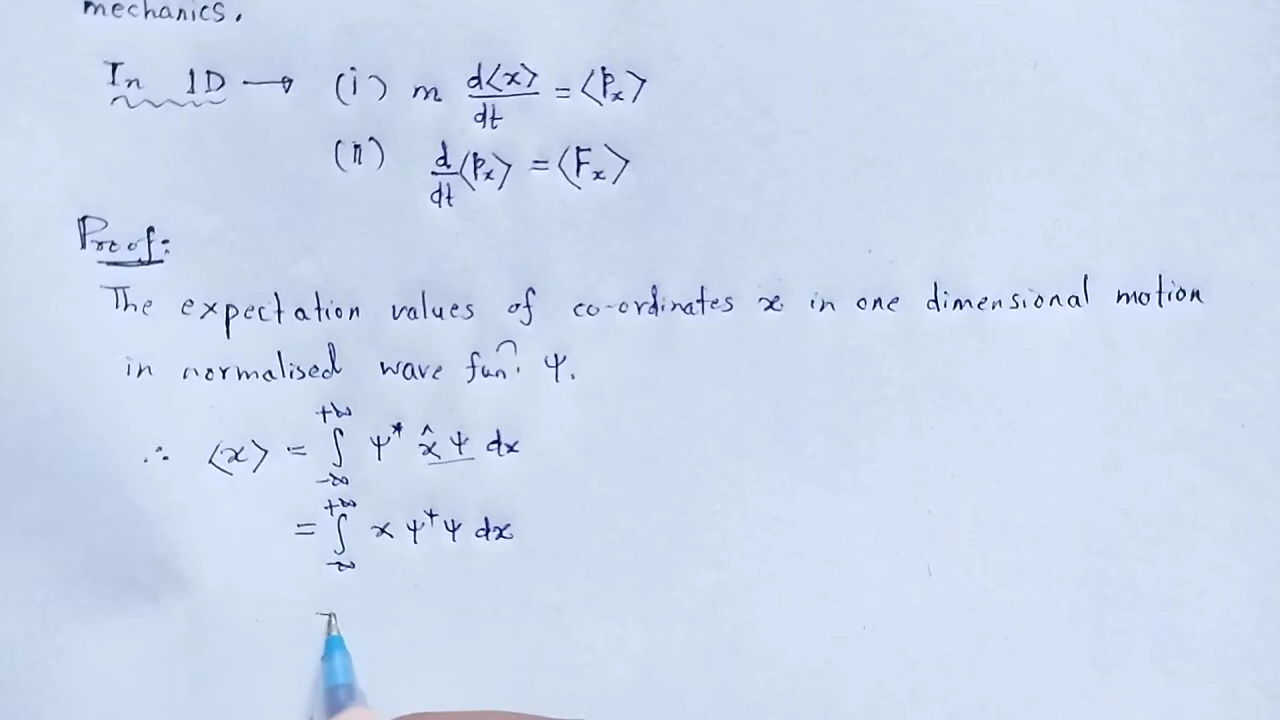 mechanics.
In 1D → (i) m d⟨x⟩/dt = ⟨Px⟩
(ii) d/dt ⟨Px⟩ = ⟨Fx⟩
Proof:
The expectation values of co-ordinates x in one dimensional motion
in normalised wave funⁿ. ψ.
∴ ⟨x⟩ = ∫_{-∞}^{+∞} ψ* x̂ ψ dx
= ∫_{-∞}^{+∞} x ψ* ψ dx